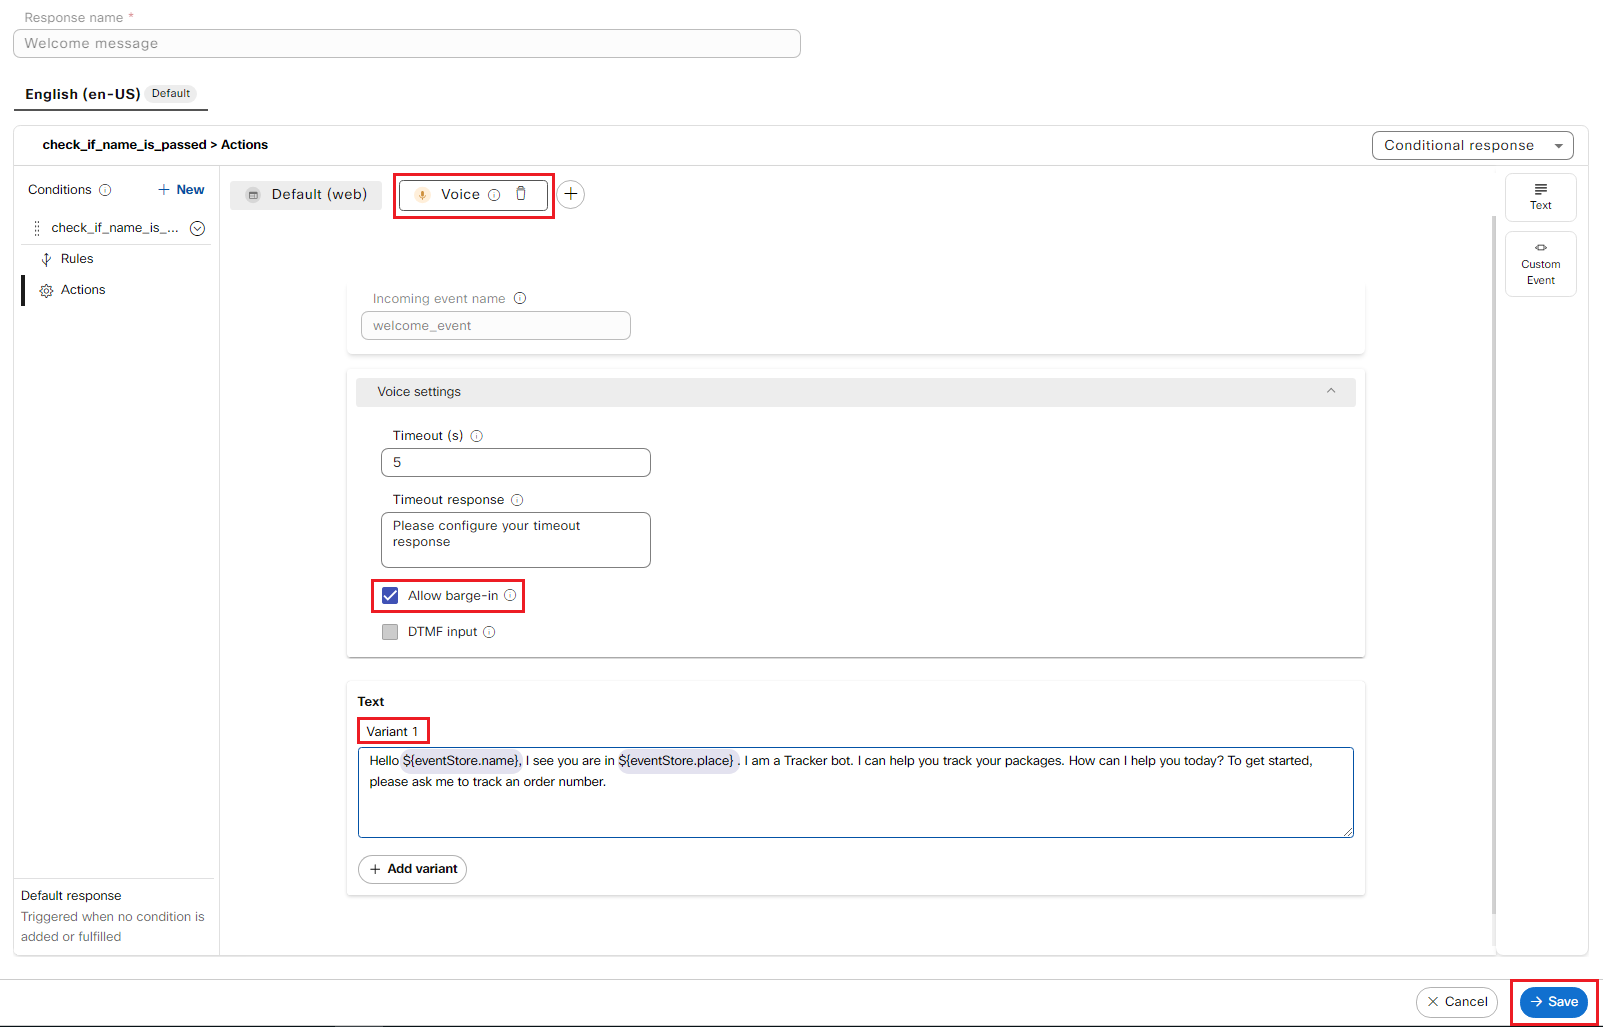 Response name *
Welcome message
English (en-US) Default
check_if_name_is_passed > Actions
Conditional response
Conditions
+ New
check_if_name_is_...
Rules
Actions
Default response
Triggered when no condition is
added or fulfilled
Default (web)
Voice
Incoming event name
welcome_event
Voice settings
Timeout (s)
5
Timeout response
Please configure your timeout
response
Allow barge-in
DTMF input
Text
Variant 1
Hello ${eventStore.name}, I see you are in ${eventStore.place} . I am a Tracker bot. I can help you track your packages. How can I help you today? To get started,
please ask me to track an order number.
+ Add variant
Text
Custom
Event
Cancel
Save